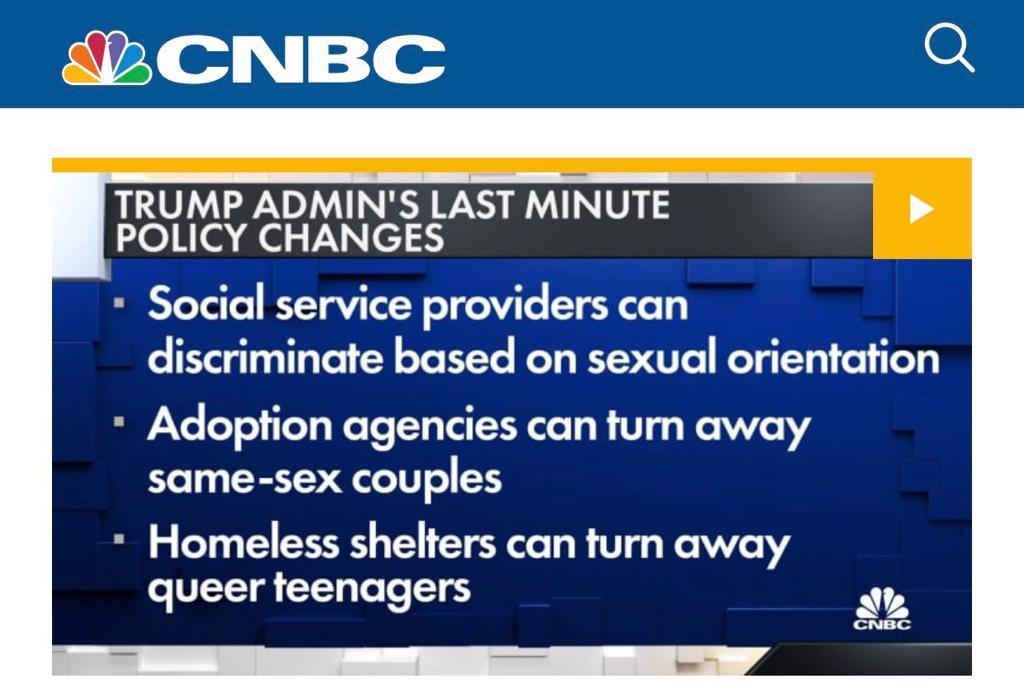 CNBC
TRUMP ADMIN'S LAST MINUTE
POLICY CHANGES
▪ Social service providers can
discriminate based on sexual orientation
▪ Adoption agencies can turn away
same-sex couples
▪ Homeless shelters can turn away
queer teenagers
CNBC